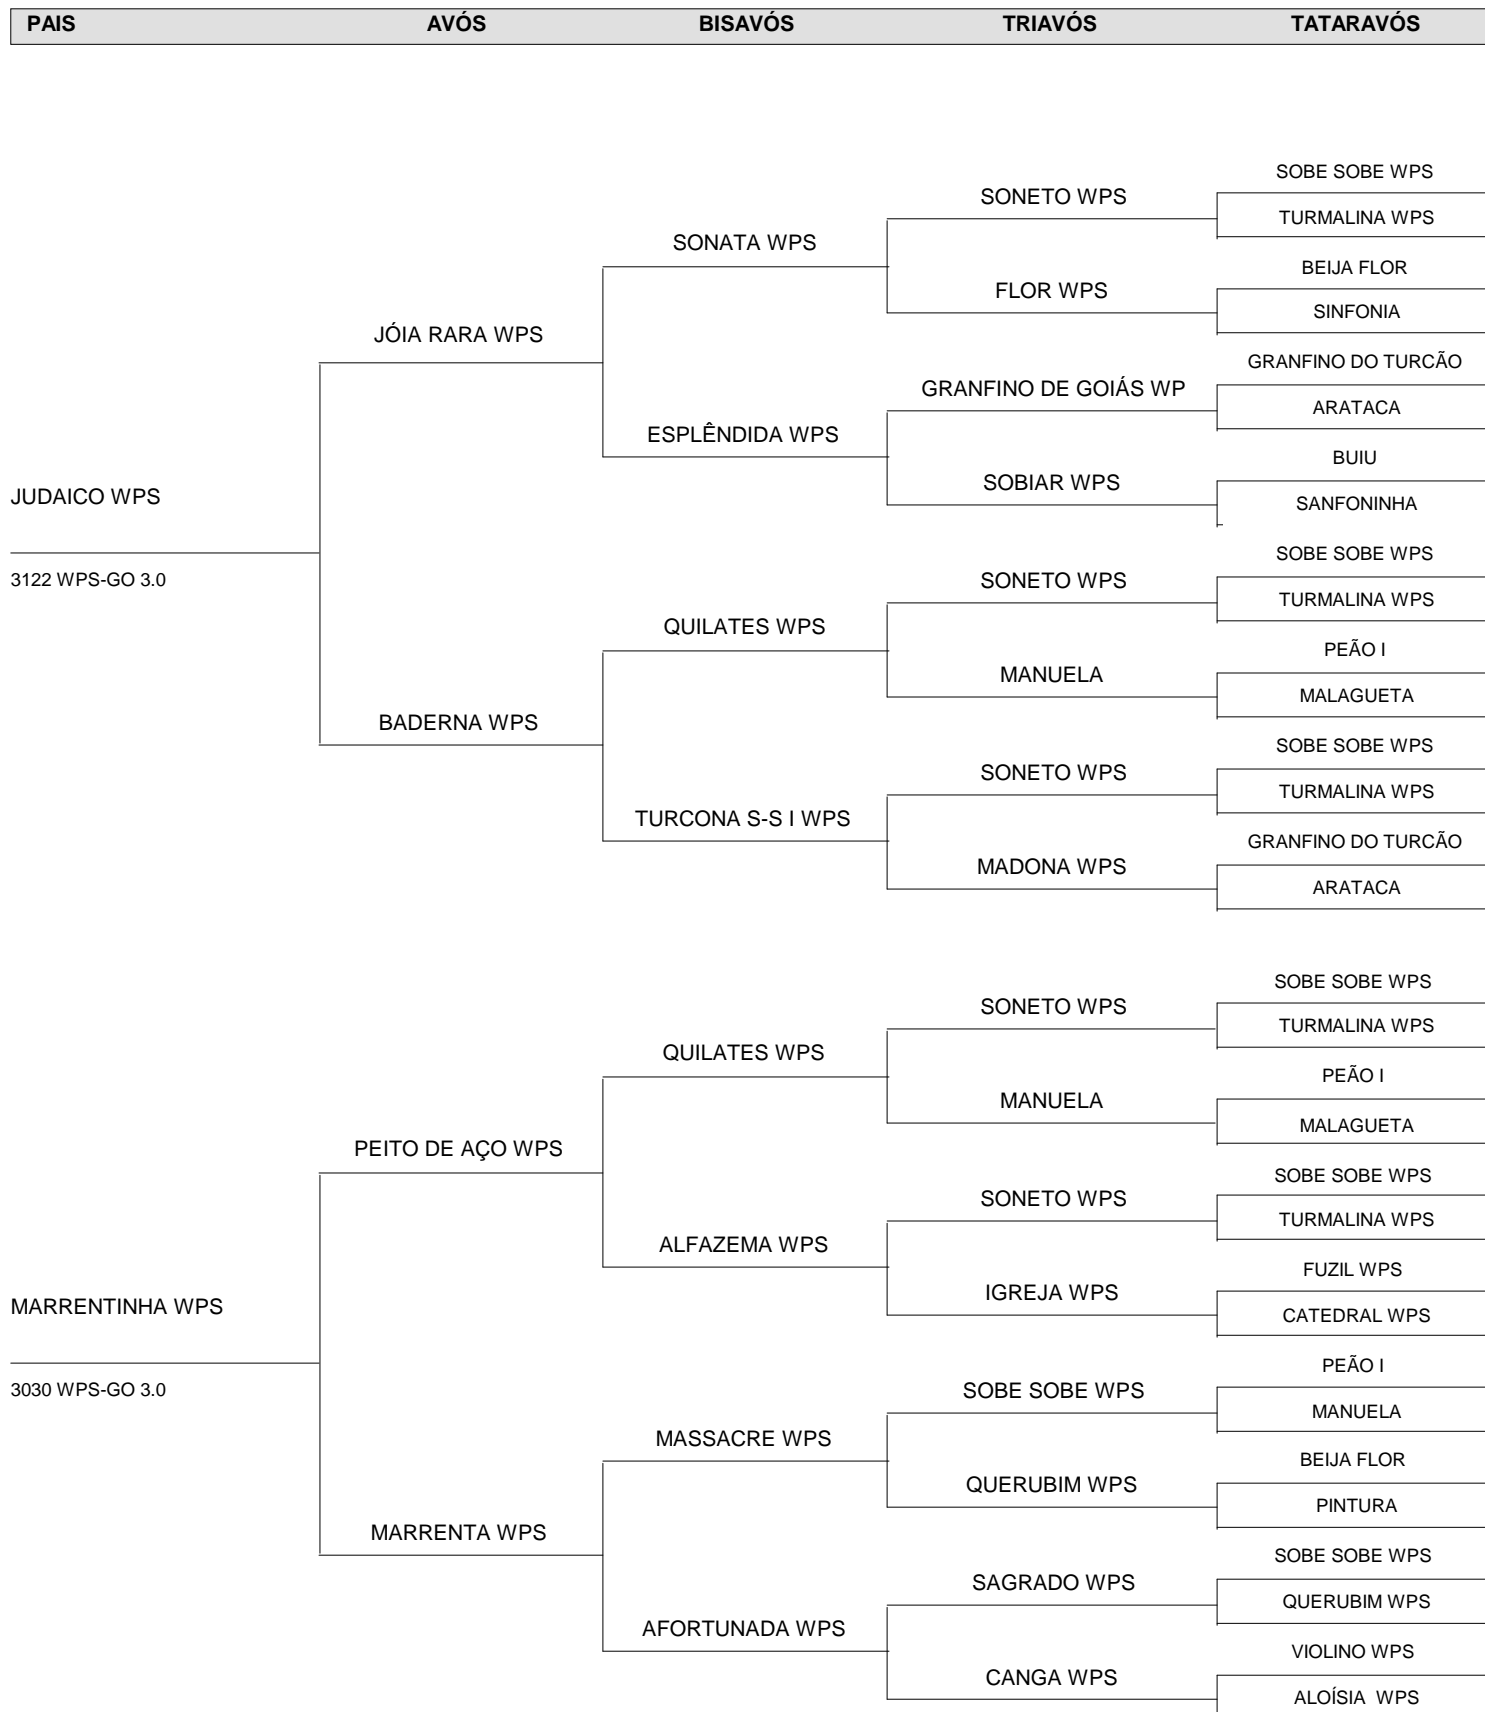 PAIS AVÓS BISAVÓS TRIAVÓS TATARAVÓS
SOBE SOBE WPS
SONETO WPS
TURMALINA WPS
SONATA WPS
BEIJA FLOR
FLOR WPS
SINFONIA
JÓIA RARA WPS
GRANFINO DO TURCÃO
GRANFINO DE GOIÁS WP
ARATACA
ESPLÊNDIDA WPS
BUIU
SOBIAR WPS
SANFONINHA
JUDAICO WPS
3122 WPS-GO 3.0
SOBE SOBE WPS
SONETO WPS
TURMALINA WPS
QUILATES WPS
PEÃO I
MANUELA
MALAGUETA
BADERNA WPS
SOBE SOBE WPS
SONETO WPS
TURMALINA WPS
TURCONA S-S I WPS
GRANFINO DO TURCÃO
MADONA WPS
ARATACA
SOBE SOBE WPS
SONETO WPS
TURMALINA WPS
QUILATES WPS
PEÃO I
MANUELA
MALAGUETA
PEITO DE AÇO WPS
SOBE SOBE WPS
SONETO WPS
TURMALINA WPS
ALFAZEMA WPS
FUZIL WPS
IGREJA WPS
CATEDRAL WPS
MARRENTINHA WPS
3030 WPS-GO 3.0
PEÃO I
SOBE SOBE WPS
MANUELA
MASSACRE WPS
BEIJA FLOR
QUERUBIM WPS
PINTURA
MARRENTA WPS
SOBE SOBE WPS
SAGRADO WPS
QUERUBIM WPS
AFORTUNADA WPS
VIOLINO WPS
CANGA WPS
ALOÍSIA WPS